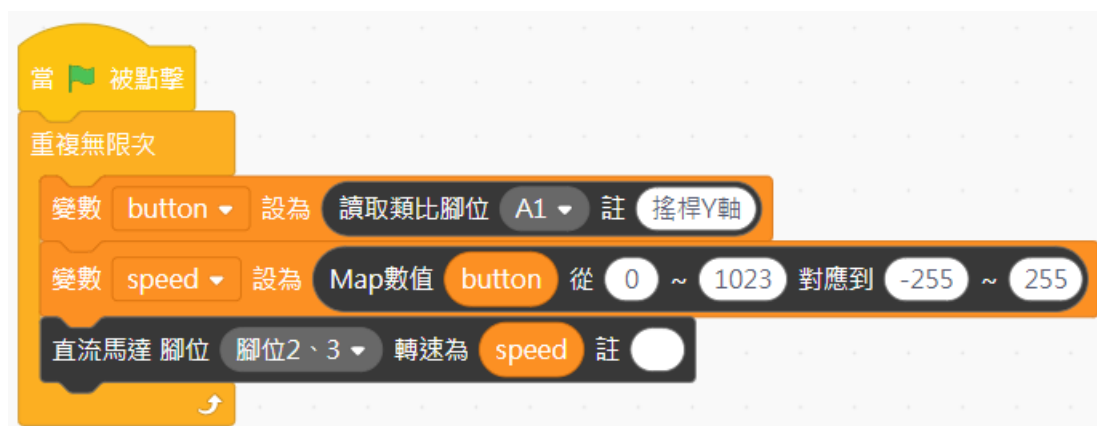 當 被點擊
重複無限次
變數 button 設為 讀取類比腳位 A1 註 搖桿Y軸
變數 speed 設為 Map數值 button 從 0 ~ 1023 對應到 -255 ~ 255
直流馬達 腳位 腳位2、3 轉速為 speed 註